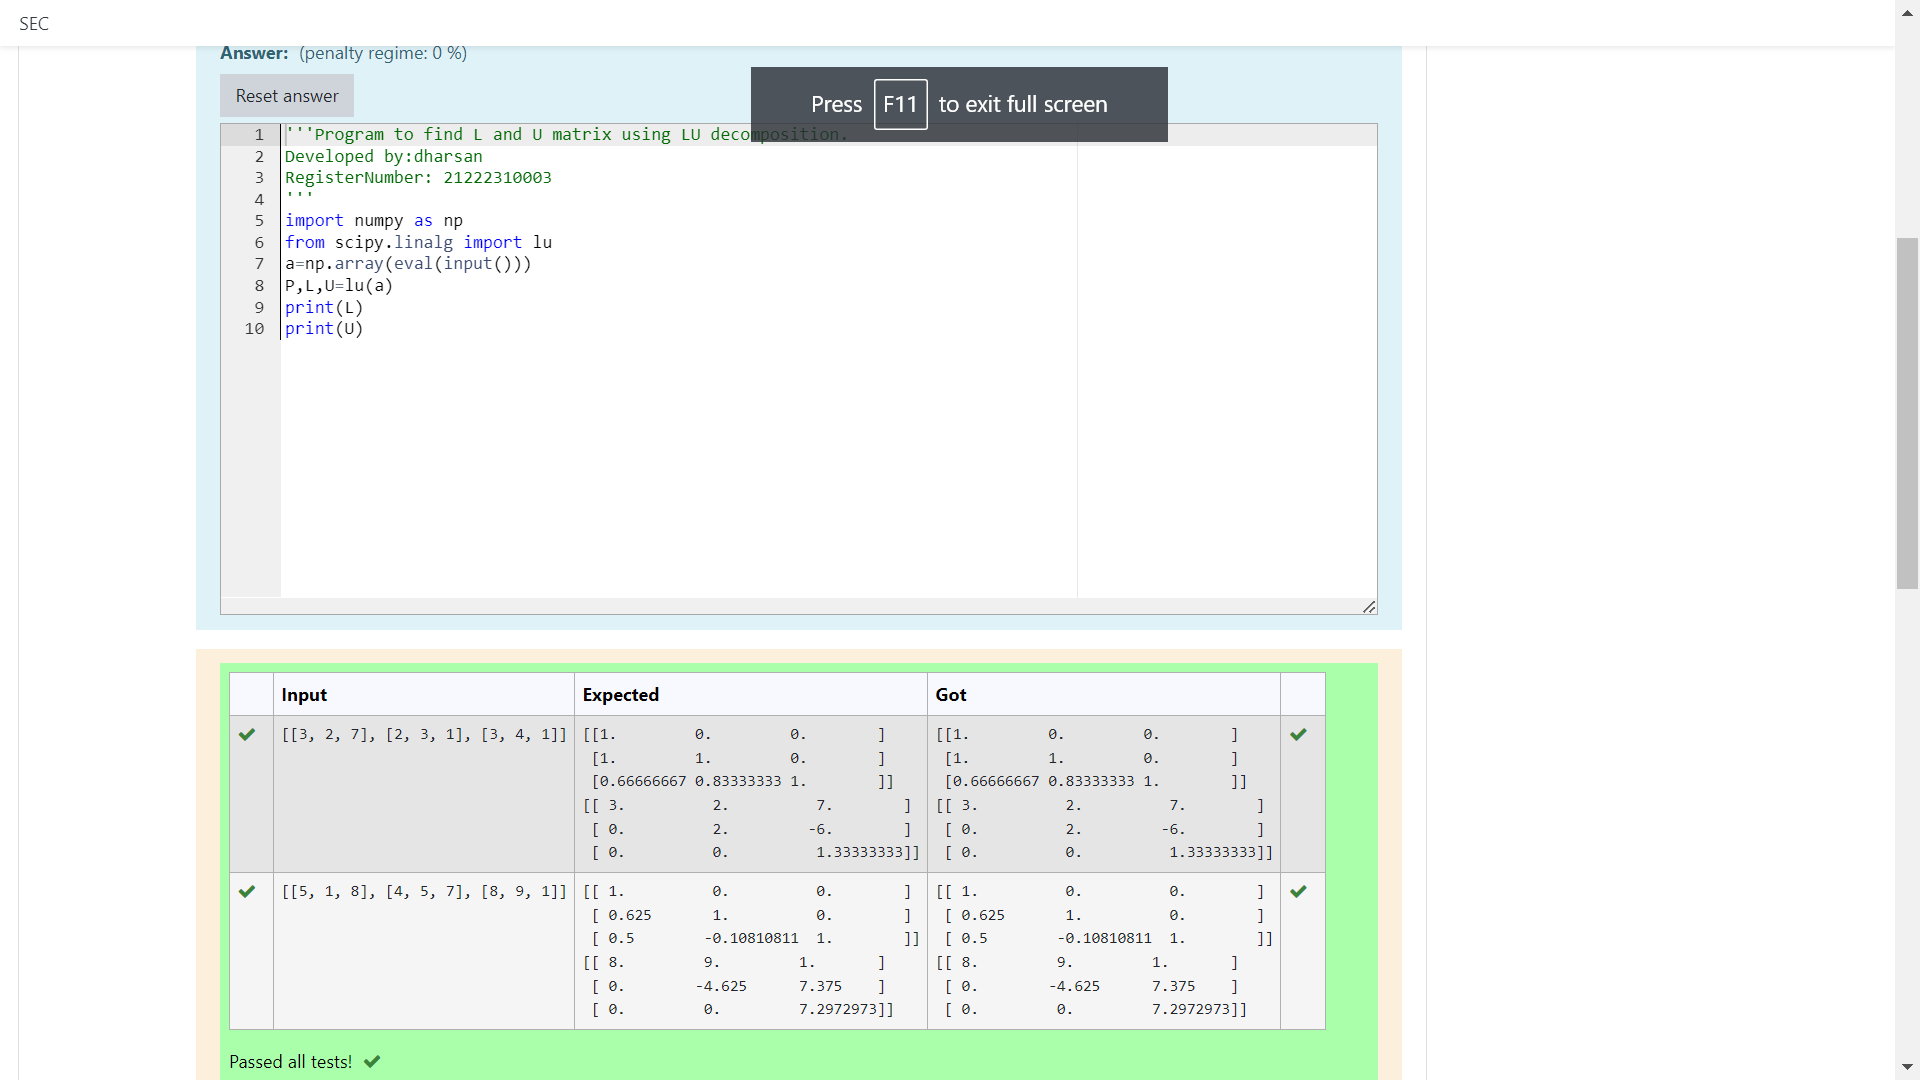 SEC
Answer: (penalty regime: 0 %)
Reset answer
Press F11 to exit full screen
1 '''Program to find L and U matrix using LU decomposition.
2 Developed by:dharsan
3 RegisterNumber: 21222310003
4 '''
5 import numpy as np
6 from scipy.linalg import lu
7 a=np.array(eval(input()))
8 P,L,U=lu(a)
9 print(L)
10 print(U)
Input Expected Got
[[3, 2, 7], [2, 3, 1], [3, 4, 1]] [[1. 0. 0. ] [[1. 0. 0. ]
[1. 1. 0. ] [1. 1. 0. ]
[0.66666667 0.83333333 1. ]] [0.66666667 0.83333333 1. ]]
[[ 3. 2. 7. ] [[ 3. 2. 7. ]
[ 0. 2. -6. ] [ 0. 2. -6. ]
[ 0. 0. 1.33333333]] [ 0. 0. 1.33333333]]
[[5, 1, 8], [4, 5, 7], [8, 9, 1]] [[ 1. 0. 0. ] [[ 1. 0. 0. ]
[ 0.625 1. 0. ] [ 0.625 1. 0. ]
[ 0.5 -0.10810811 1. ]] [ 0.5 -0.10810811 1. ]]
[[ 8. 9. 1. ] [[ 8. 9. 1. ]
[ 0. -4.625 7.375 ] [ 0. -4.625 7.375 ]
[ 0. 0. 7.2972973]] [ 0. 0. 7.2972973]]
Passed all tests!